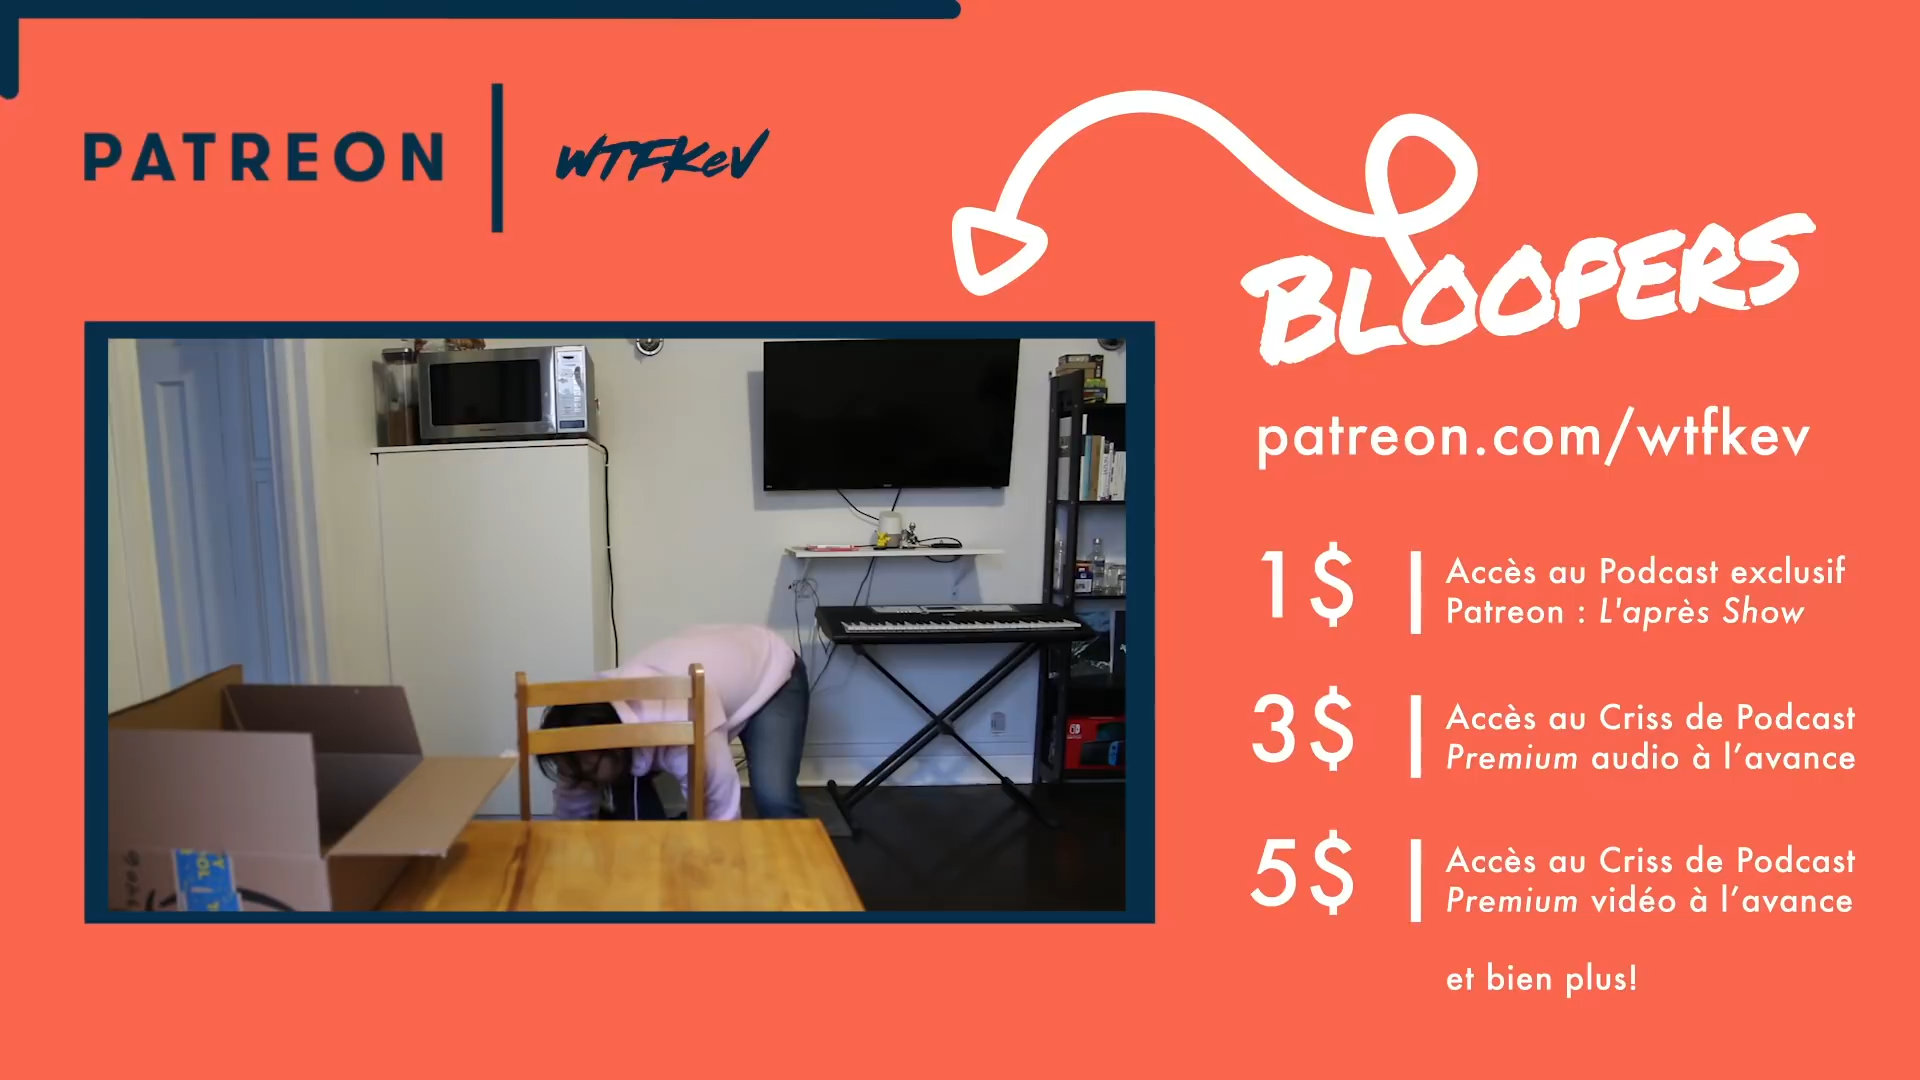 PATREON
WTFKeV
BLOOPERS
patreon.com/wtfkev
1$
Accès au Podcast exclusif
Patreon : L'après Show
3$
Accès au Criss de Podcast
Premium audio à l’avance
5$
Accès au Criss de Podcast
Premium vidéo à l’avance
et bien plus!